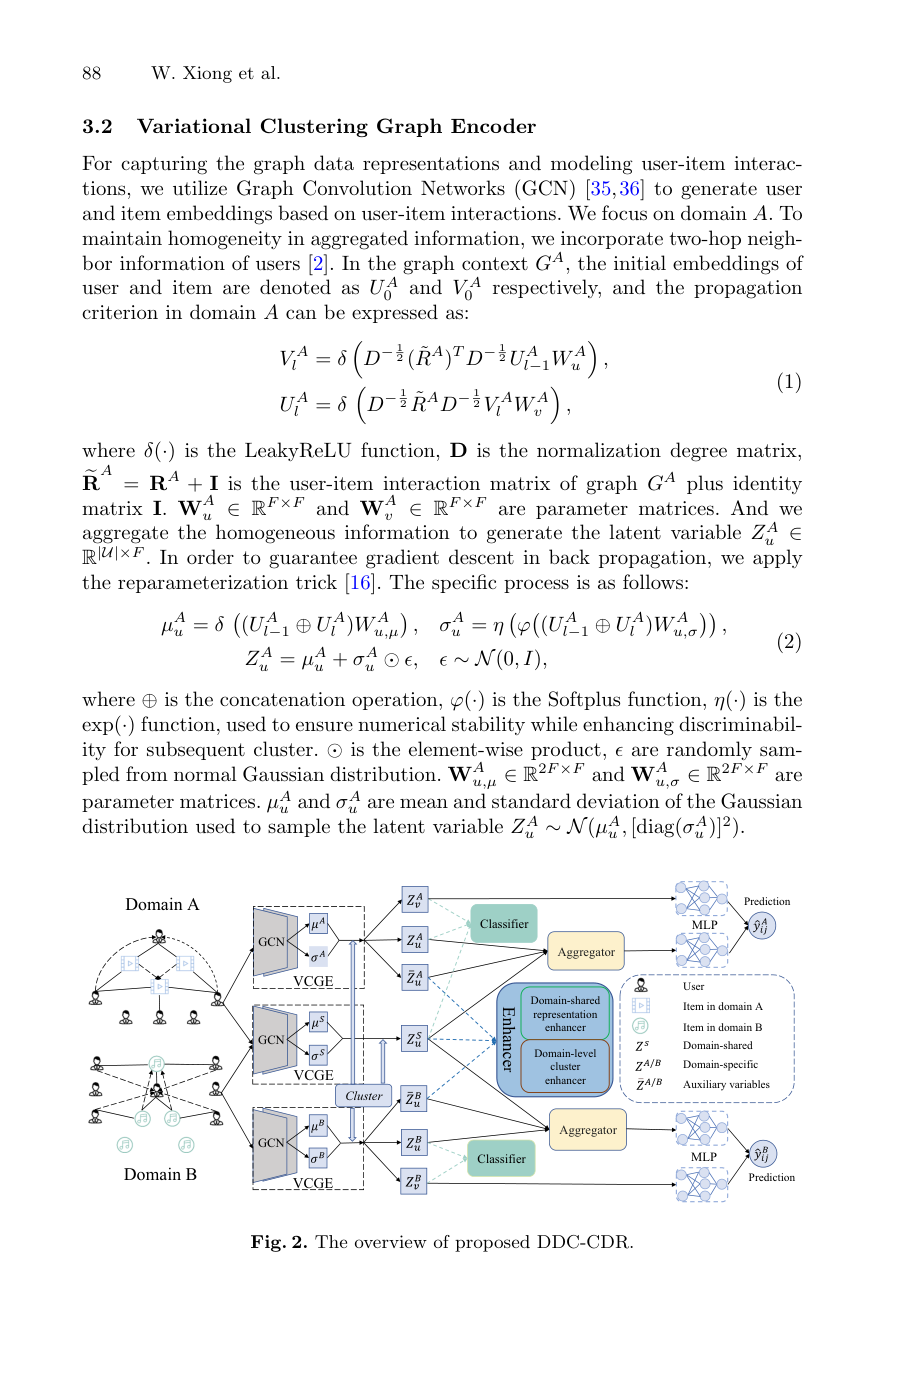 88 W. Xiong et al.
3.2 Variational Clustering Graph Encoder
For capturing the graph data representations and modeling user-item interac-
tions, we utilize Graph Convolution Networks (GCN) [35,36] to generate user
and item embeddings based on user-item interactions. We focus on domain A. To
maintain homogeneity in aggregated information, we incorporate two-hop neigh-
bor information of users [2]. In the graph context G^A, the initial embeddings of
user and item are denoted as U_0^A and V_0^A respectively, and the propagation
criterion in domain A can be expressed as:
V_l^A = δ (D^{-1/2} (R̃^A)^T D^{-1/2} U_{l-1}^A W_u^A),
(1)
U_l^A = δ (D^{-1/2} R̃^A D^{-1/2} V_l^A W_v^A),
where δ(·) is the LeakyReLU function, D is the normalization degree matrix,
R̃^A = R^A + I is the user-item interaction matrix of graph G^A plus identity
matrix I. W_u^A ∈ ℝ^{F×F} and W_v^A ∈ ℝ^{F×F} are parameter matrices. And we
aggregate the homogeneous information to generate the latent variable Z_u^A ∈
ℝ^{|𝒰|×F}. In order to guarantee gradient descent in back propagation, we apply
the reparameterization trick [16]. The specific process is as follows:
μ_u^A = δ ((U_{l-1}^A ⊕ U_l^A)W_{u,μ}^A), σ_u^A = η (φ((U_{l-1}^A ⊕ U_l^A)W_{u,σ}^A)),
(2)
Z_u^A = μ_u^A + σ_u^A ⊙ ϵ, ϵ ∼ 𝒩(0, I),
where ⊕ is the concatenation operation, φ(·) is the Softplus function, η(·) is the
exp(·) function, used to ensure numerical stability while enhancing discriminabil-
ity for subsequent cluster. ⊙ is the element-wise product, ϵ are randomly sam-
pled from normal Gaussian distribution. W_{u,μ}^A ∈ ℝ^{2F×F} and W_{u,σ}^A ∈ ℝ^{2F×F} are
parameter matrices. μ_u^A and σ_u^A are mean and standard deviation of the Gaussian
distribution used to sample the latent variable Z_u^A ∼ 𝒩(μ_u^A, [diag(σ_u^A)]^2).
Domain A
Domain B
GCN
μ^A
σ^A
VCGE
GCN
μ^S
σ^S
VCGE
Cluster
GCN
μ^B
σ^B
VCGE
Z_v^A
Z_u^A
Z̄_u^A
Z_u^S
Z̄_u^B
Z_u^B
Z_v^B
Classifier
Classifier
Enhancer
Domain-shared
representation
enhancer
Domain-level
cluster
enhancer
Aggregator
Aggregator
MLP
Prediction
ŷ_{ij}^A
User
Item in domain A
Item in domain B
Z^S Domain-shared
Z^{A/B} Domain-specific
Z̄^{A/B} Auxiliary variables
MLP
ŷ_{ij}^B
Prediction
Fig. 2. The overview of proposed DDC-CDR.